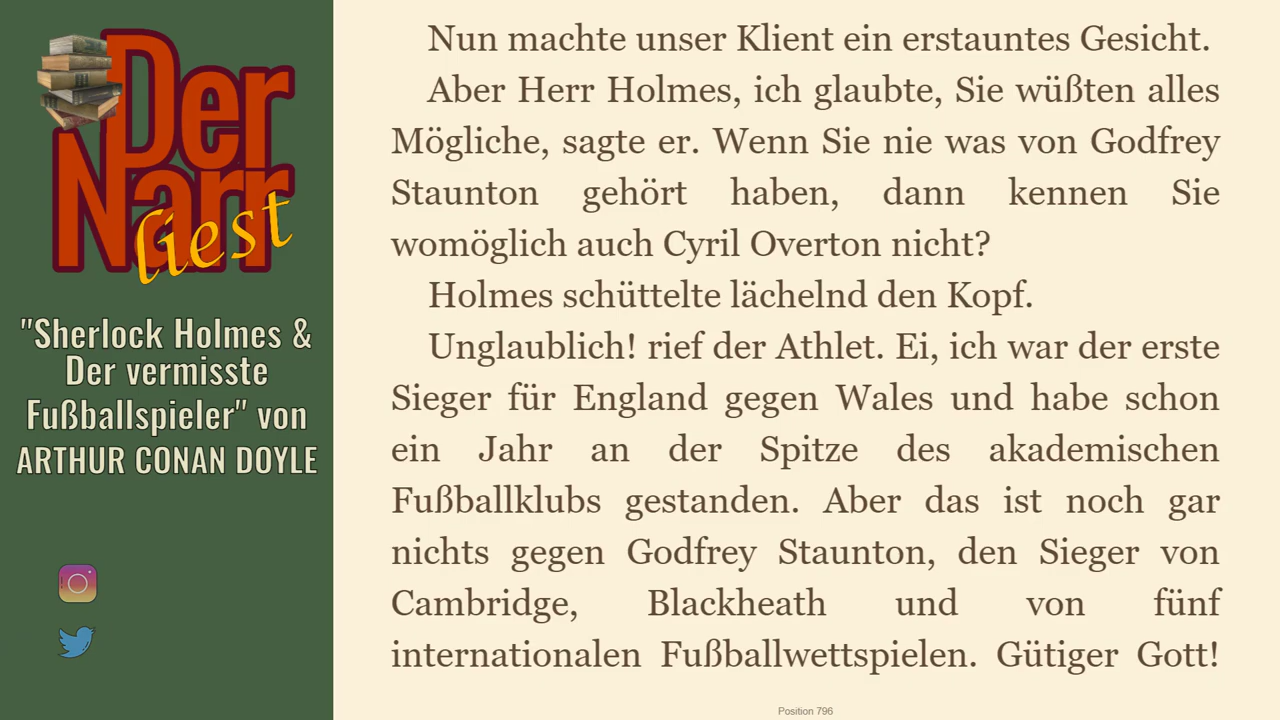 Der
Narr
liest
"Sherlock Holmes &
Der vermisste
Fußballspieler" von
ARTHUR CONAN DOYLE
Nun machte unser Klient ein erstauntes Gesicht.
Aber Herr Holmes, ich glaubte, Sie wüßten alles
Mögliche, sagte er. Wenn Sie nie was von Godfrey
Staunton gehört haben, dann kennen Sie
womöglich auch Cyril Overton nicht?
Holmes schüttelte lächelnd den Kopf.
Unglaublich! rief der Athlet. Ei, ich war der erste
Sieger für England gegen Wales und habe schon
ein Jahr an der Spitze des akademischen
Fußballklubs gestanden. Aber das ist noch gar
nichts gegen Godfrey Staunton, den Sieger von
Cambridge, Blackheath und von fünf
internationalen Fußballwettspielen. Gütiger Gott!
Position 796